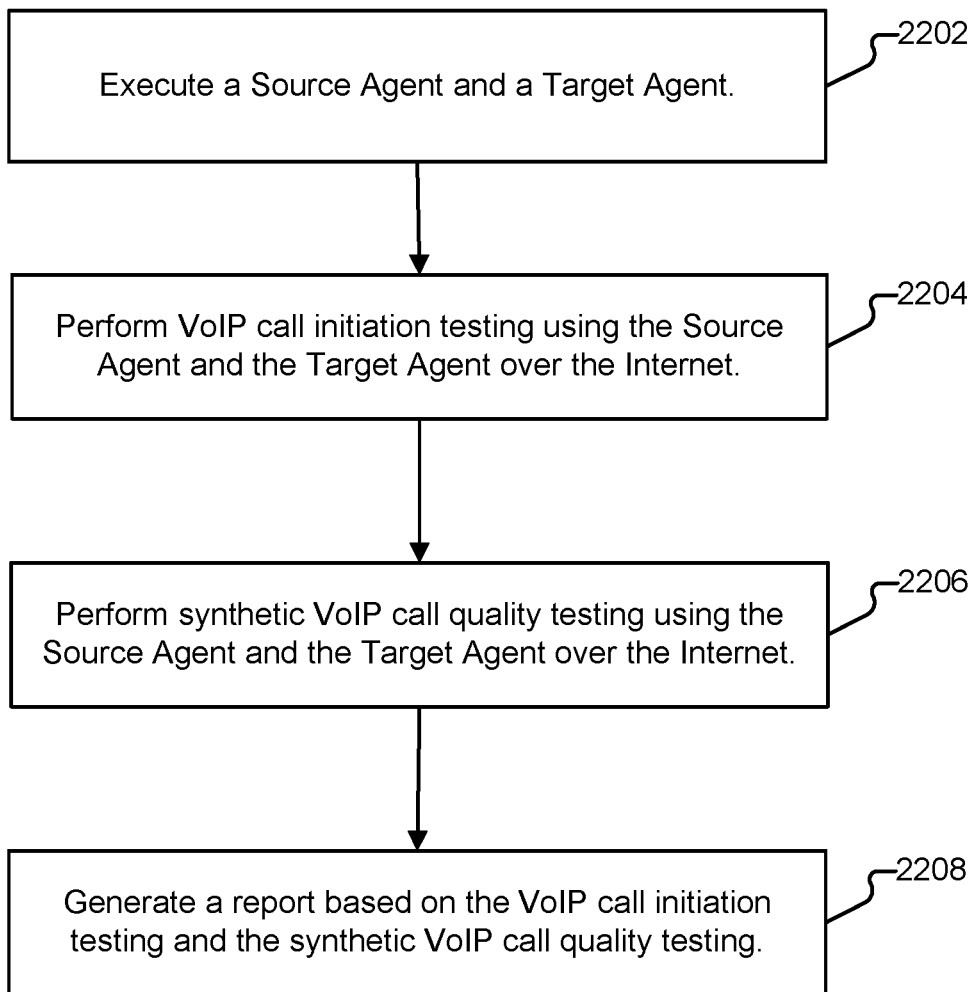 2202
Execute a Source Agent and a Target Agent.
2204
Perform VoIP call initiation testing using the Source
Agent and the Target Agent over the Internet.
2206
Perform synthetic VoIP call quality testing using the
Source Agent and the Target Agent over the Internet.
2208
Generate a report based on the VoIP call initiation
testing and the synthetic VoIP call quality testing.